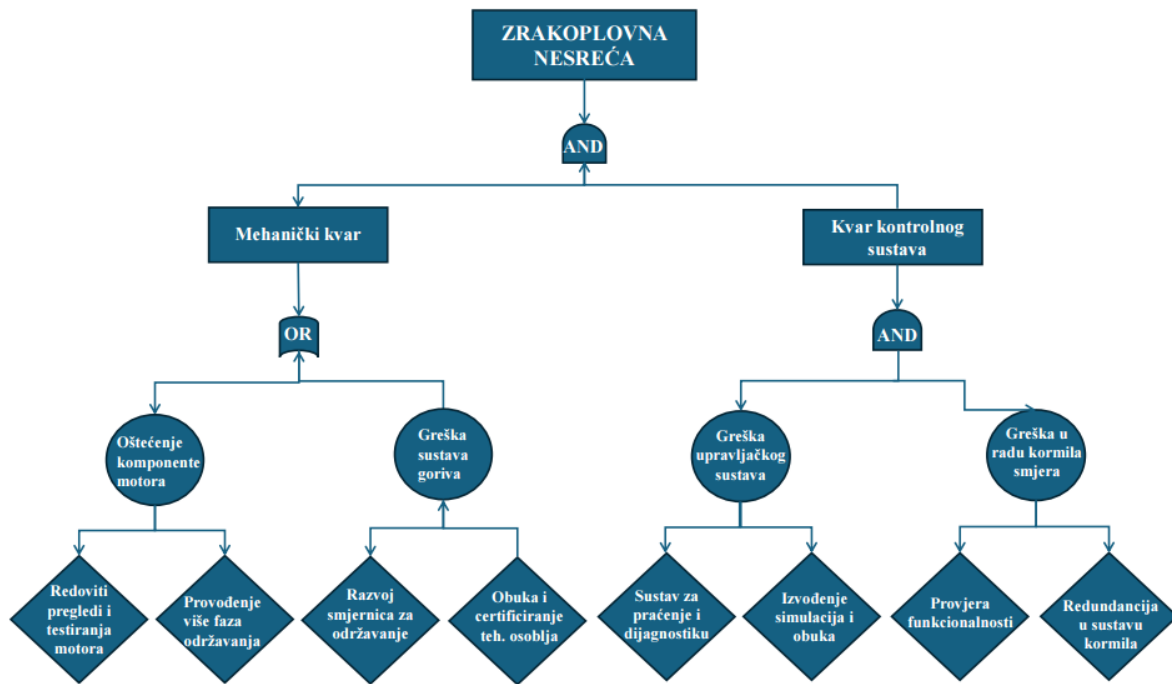 ZRAKOPLOVNA
NESREĆA
AND
Mehanički kvar
Kvar kontrolnog
sustava
OR
AND
Oštećenje
komponente
motora
Greška
sustava
goriva
Greška
upravljačkog
sustava
Greška u
radu kormila
smjera
Redoviti
pregledi i
testiranja
motora
Provođenje
više faza
održavanja
Razvoj
smjernica za
održavanje
Obuka i
certificiranje
teh. osoblja
Sustav za
praćenje i
dijagnostiku
Izvođenje
simulacija i
obuka
Provjera
funkcionalnosti
Redundancija
u sustavu
kormila